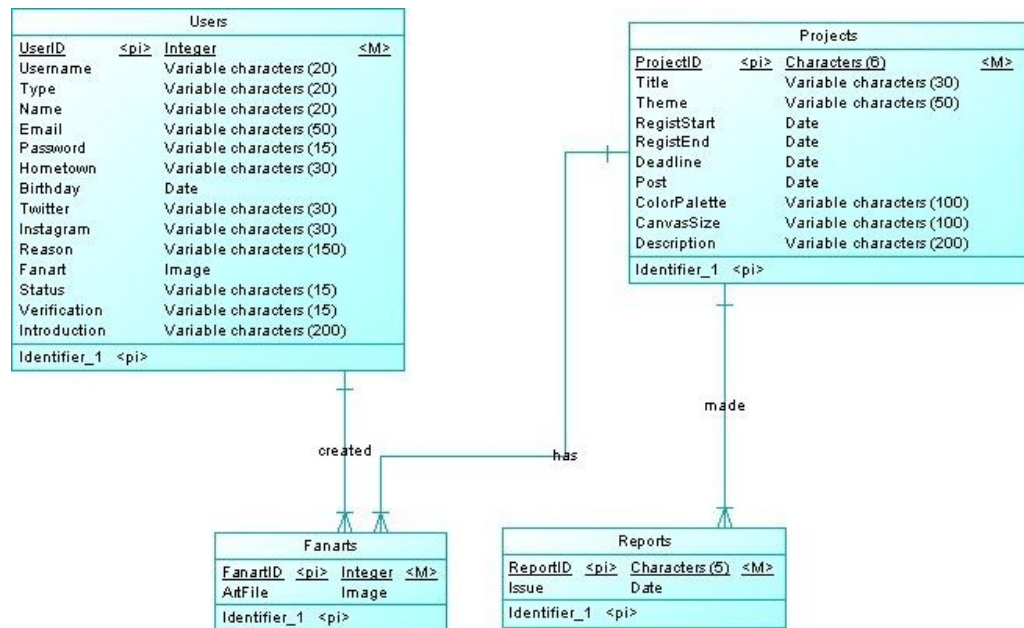 Users
UserID <pi> Integer <M>
Username Variable characters (20)
Type Variable characters (20)
Name Variable characters (20)
Email Variable characters (50)
Password Variable characters (15)
Hometown Variable characters (30)
Birthday Date
Twitter Variable characters (30)
Instagram Variable characters (30)
Reason Variable characters (150)
Fanart Image
Status Variable characters (15)
Verification Variable characters (15)
Introduction Variable characters (200)
Identifier_1 <pi>
Projects
ProjectID <pi> Characters (6) <M>
Title Variable characters (30)
Theme Variable characters (50)
RegistStart Date
RegistEnd Date
Deadline Date
Post Date
ColorPalette Variable characters (100)
CanvasSize Variable characters (100)
Description Variable characters (200)
Identifier_1 <pi>
made
created
has
Fanarts
FanartID <pi> Integer <M>
ArtFile Image
Identifier_1 <pi>
Reports
ReportID <pi> Characters (5) <M>
Issue Date
Identifier_1 <pi>